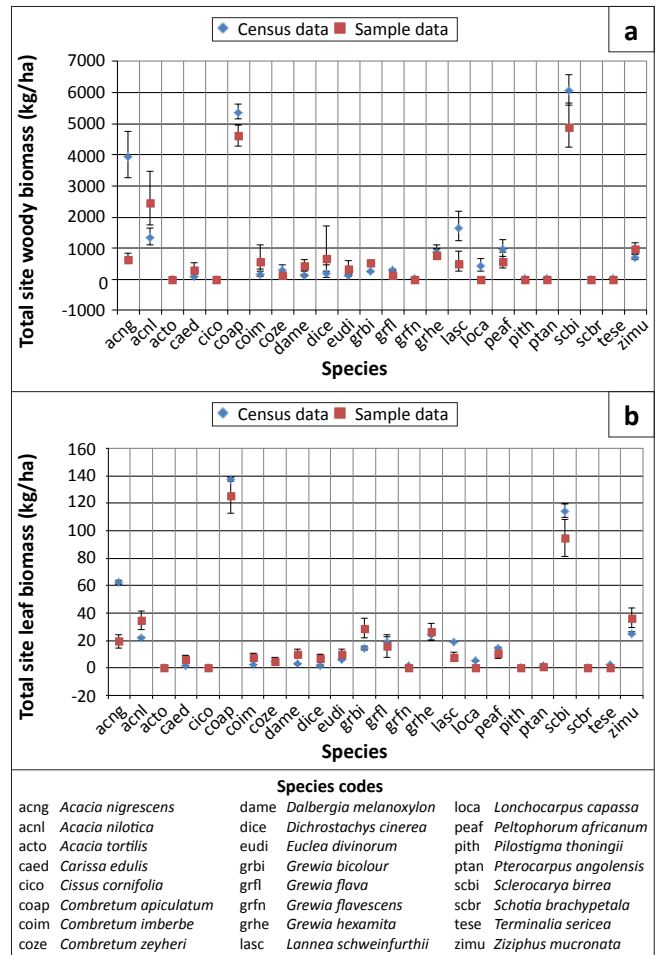 Census data Sample data
a
Total site woody biomass (kg/ha)
7000
6000
5000
4000
3000
2000
1000
0
-1000
acng acnl acto caed cico coap coim coze dame dice eudi grbi grfl grfn grhe lasc loca peaf pith ptan scbi scbr tese zimu
Species
Census data Sample data
b
Total site leaf biomass (kg/ha)
160
140
120
100
80
60
40
20
0
-20
acng acnl acto caed cico coap coim coze dame dice eudi grbi grfl grfn grhe lasc loca peaf pith ptan scbi scbr tese zimu
Species
Species codes
acng Acacia nigrescens dame Dalbergia melanoxylon loca Lonchocarpus capassa
acnl Acacia nilotica dice Dichrostachys cinerea peaf Peltophorum africanum
acto Acacia tortilis eudi Euclea divinorum pith Pilostigma thoningii
caed Carissa edulis grbi Grewia bicolour ptan Pterocarpus angolensis
cico Cissus cornifolia grfl Grewia flava scbi Sclerocarya birrea
coap Combretum apiculatum grfn Grewia flavescens scbr Schotia brachypetala
coim Combretum imberbe grhe Grewia hexamita tese Terminalia sericea
coze Combretum zeyheri lasc Lannea schweinfurthii zimu Ziziphus mucronata